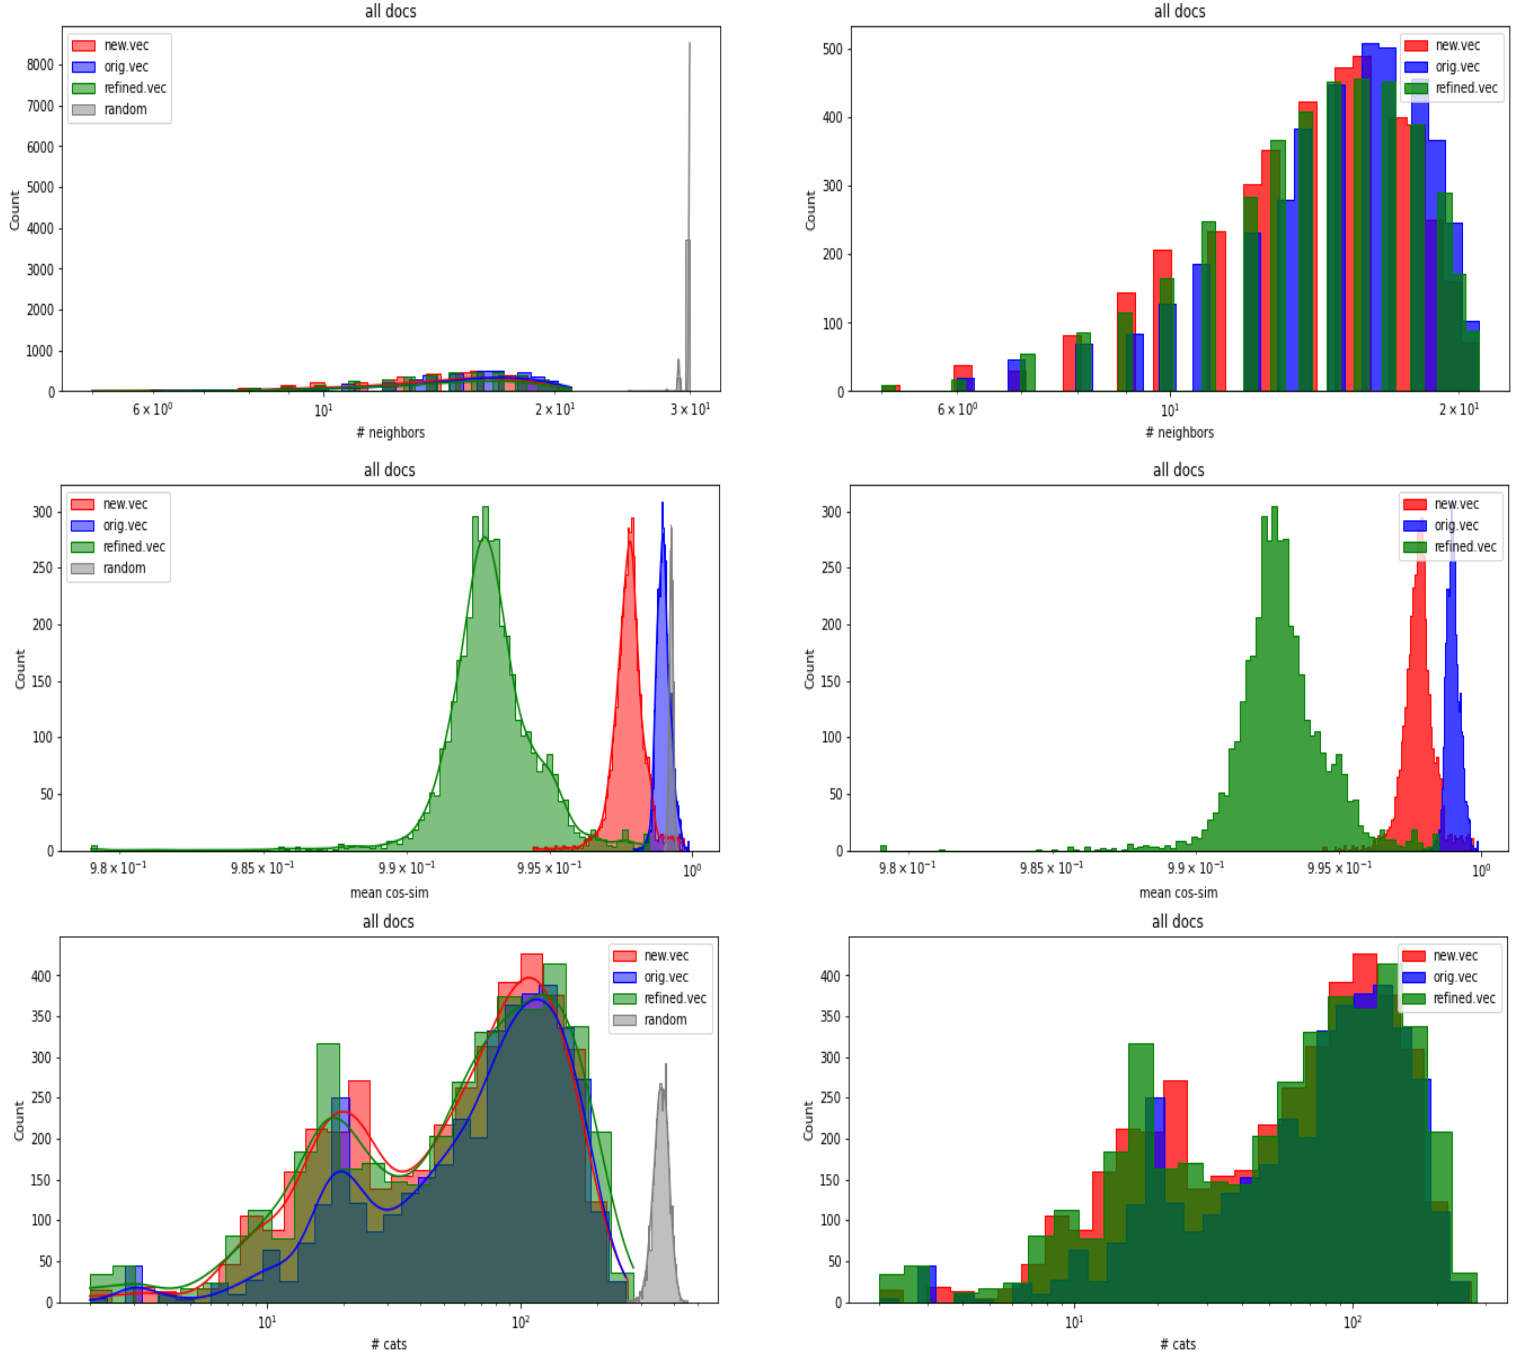 all docs
new.vec
orig.vec
refined.vec
random
8000
7000
6000
5000
4000
3000
2000
1000
0
Count
6 × 10⁰
10¹
2 × 10¹
3 × 10¹
# neighbors
all docs
new.vec
orig.vec
refined.vec
500
400
300
200
100
0
Count
6 × 10⁰
10¹
2 × 10¹
# neighbors
all docs
new.vec
orig.vec
refined.vec
random
300
250
200
150
100
50
0
Count
9.8 × 10⁻¹
9.85 × 10⁻¹
9.9 × 10⁻¹
9.95 × 10⁻¹
10⁰
mean cos-sim
all docs
new.vec
orig.vec
refined.vec
300
250
200
150
100
50
0
Count
9.8 × 10⁻¹
9.85 × 10⁻¹
9.9 × 10⁻¹
9.95 × 10⁻¹
10⁰
mean cos-sim
all docs
new.vec
orig.vec
refined.vec
random
400
350
300
250
200
150
100
50
0
Count
10¹
10²
# cats
all docs
new.vec
orig.vec
refined.vec
400
350
300
250
200
150
100
50
0
Count
10¹
10²
# cats